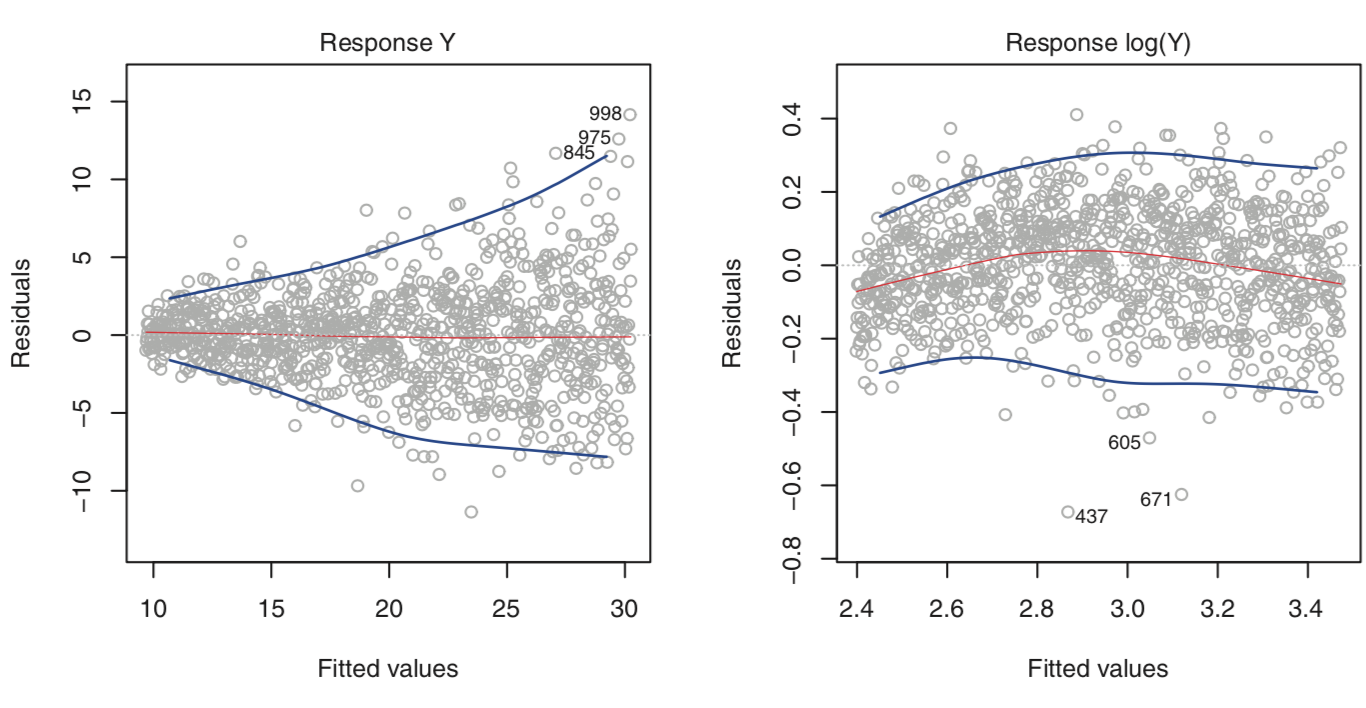 Response Y
Residuals
15
10
5
0
−5
−10
998
975
845
10 15 20 25 30
Fitted values
Response log(Y)
Residuals
0.4
0.2
0.0
−0.2
−0.4
−0.6
−0.8
605
671
437
2.4 2.6 2.8 3.0 3.2 3.4
Fitted values